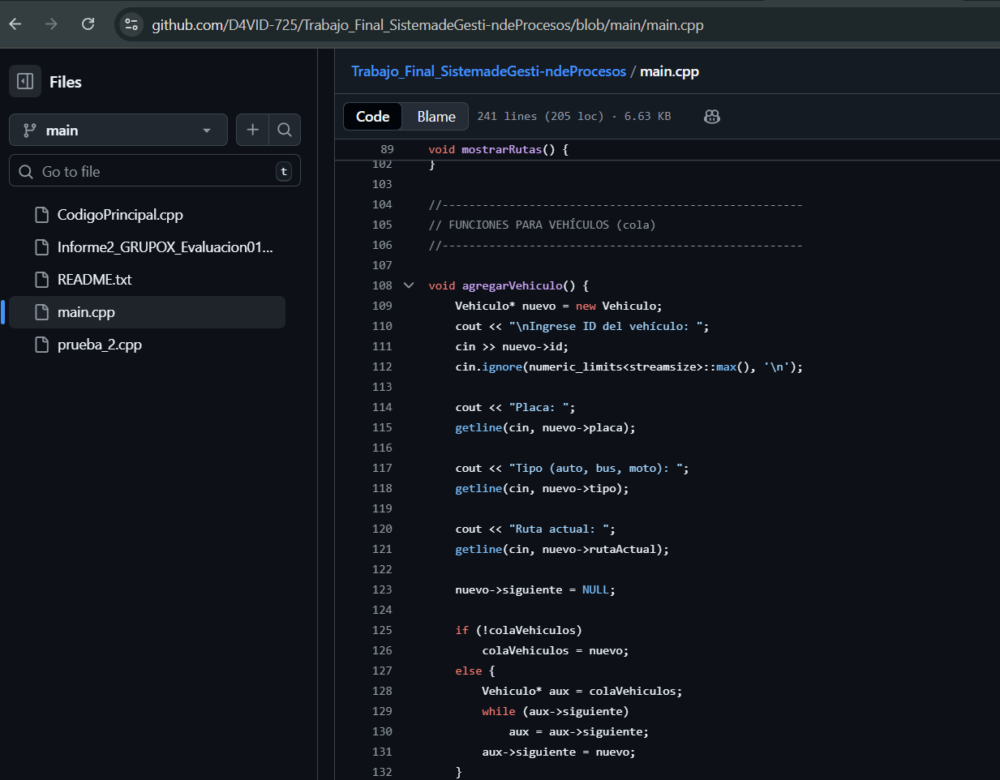 github.com/D4VID-725/Trabajo_Final_SistemadeGesti-ndeProcesos/blob/main/main.cpp
Files
main
Go to file
t
CodigoPrincipal.cpp
Informe2_GRUPOX_Evaluacion01...
README.txt
main.cpp
prueba_2.cpp
Trabajo_Final_SistemadeGesti-ndeProcesos / main.cpp
Code Blame 241 lines (205 loc) · 6.63 KB
89 void mostrarRutas() {
102 }
103
104 //------------------------------------------------------
105 // FUNCIONES PARA VEHÍCULOS (cola)
106 //------------------------------------------------------
107
108 void agregarVehiculo() {
109 Vehiculo* nuevo = new Vehiculo;
110 cout << "\nIngrese ID del vehículo: ";
111 cin >> nuevo->id;
112 cin.ignore(numeric_limits<streamsize>::max(), '\n');
113
114 cout << "Placa: ";
115 getline(cin, nuevo->placa);
116
117 cout << "Tipo (auto, bus, moto): ";
118 getline(cin, nuevo->tipo);
119
120 cout << "Ruta actual: ";
121 getline(cin, nuevo->rutaActual);
122
123 nuevo->siguiente = NULL;
124
125 if (!colaVehiculos)
126 colaVehiculos = nuevo;
127 else {
128 Vehiculo* aux = colaVehiculos;
129 while (aux->siguiente)
130 aux = aux->siguiente;
131 aux->siguiente = nuevo;
132 }